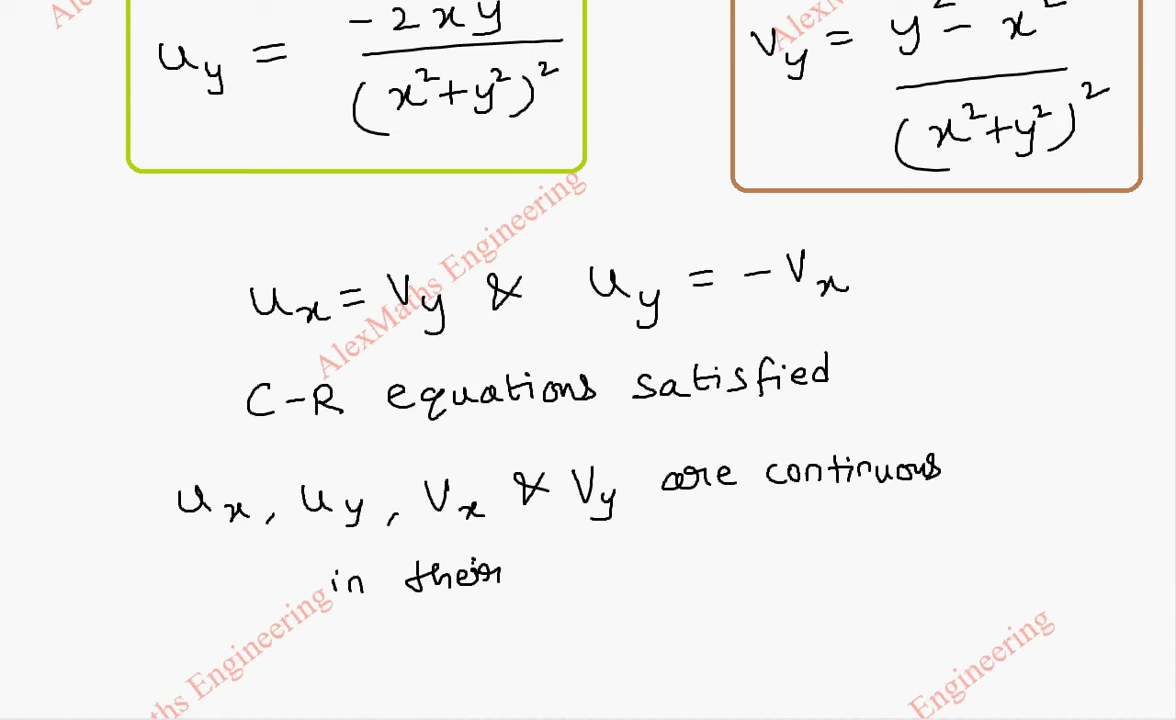 u_y = -2xy / (x²+y²)²
v_y = y² - x² / (x²+y²)²
u_x = v_y & u_y = -v_x
C-R equations satisfied
u_x, u_y, v_x & v_y are continuous
in their
AlexMaths Engineering